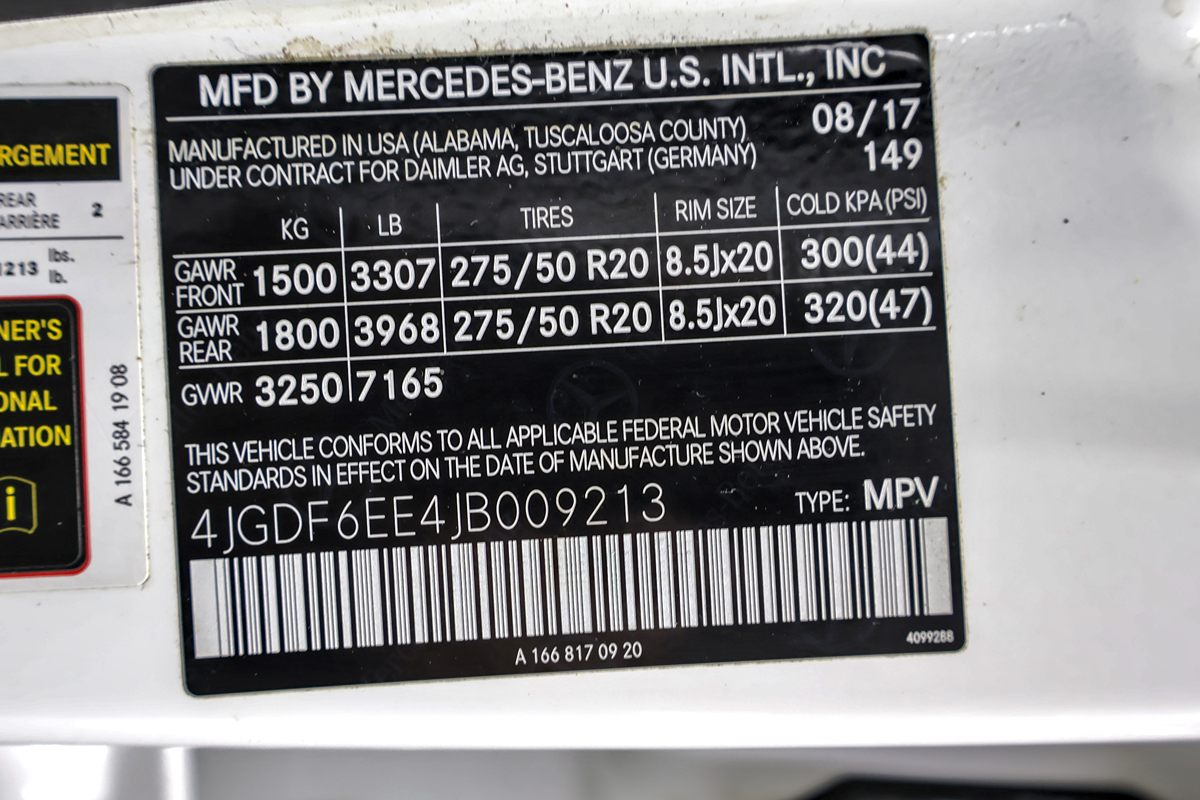 RGEMENT
REAR
ARRIÈRE 2
1213 lbs.
lb.
NER'S
L FOR
ONAL
ATION
i
A 166 584 19 08
MFD BY MERCEDES-BENZ U.S. INTL., INC
MANUFACTURED IN USA (ALABAMA, TUSCALOOSA COUNTY) 08/17
UNDER CONTRACT FOR DAIMLER AG, STUTTGART (GERMANY) 149
KG LB TIRES RIM SIZE COLD KPA (PSI)
GAWR FRONT 1500 3307 275/50 R20 8.5Jx20 300(44)
GAWR REAR 1800 3968 275/50 R20 8.5Jx20 320(47)
GVWR 3250 7165
THIS VEHICLE CONFORMS TO ALL APPLICABLE FEDERAL MOTOR VEHICLE SAFETY
STANDARDS IN EFFECT ON THE DATE OF MANUFACTURE SHOWN ABOVE.
4JGDF6EE4JB009213 TYPE: MPV
A 166 817 09 20
4099288